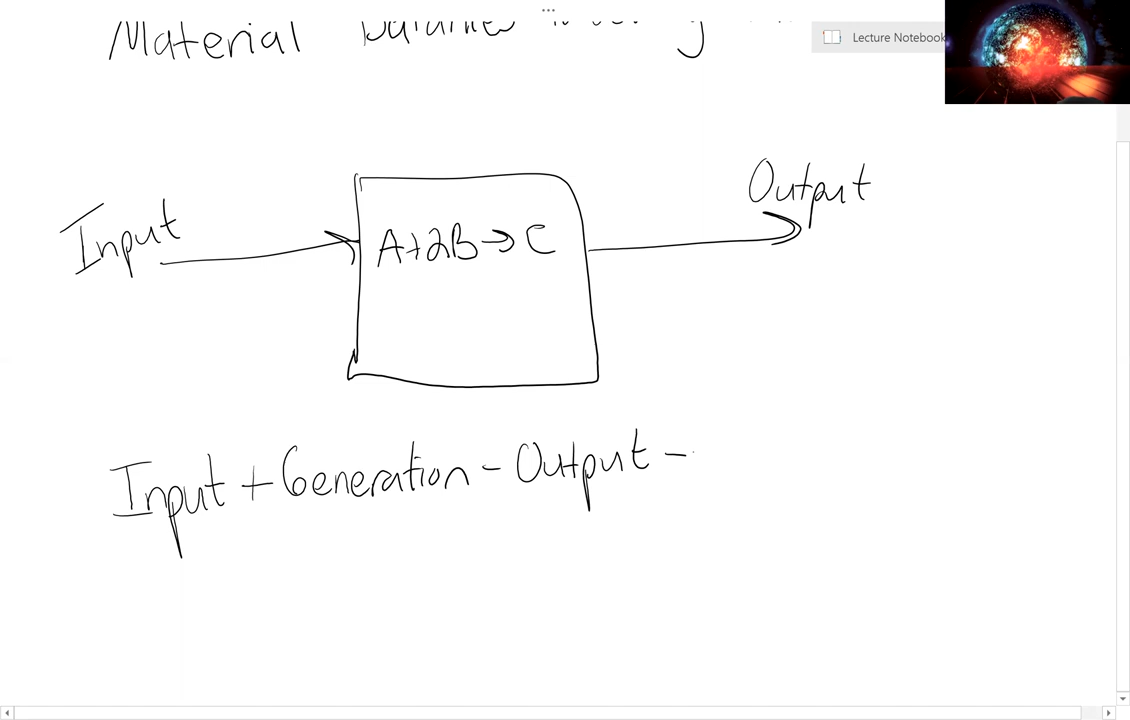 Material
Lecture Notebook
Output
Input
A+2B→C
Input + Generation - Output -